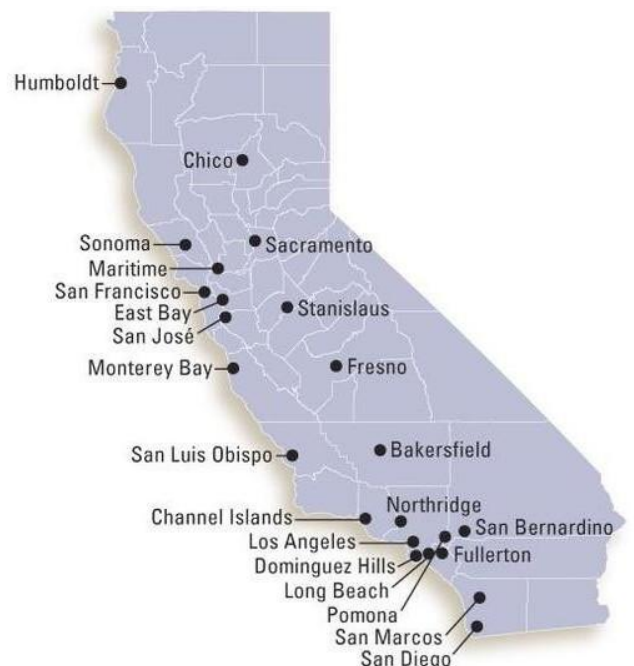 Humboldt
Chico
Sonoma
Sacramento
Maritime
San Francisco
East Bay
Stanislaus
San José
Monterey Bay
Fresno
San Luis Obispo
Bakersfield
Northridge
Channel Islands
San Bernardino
Los Angeles
Fullerton
Dominguez Hills
Long Beach
Pomona
San Marcos
San Diego